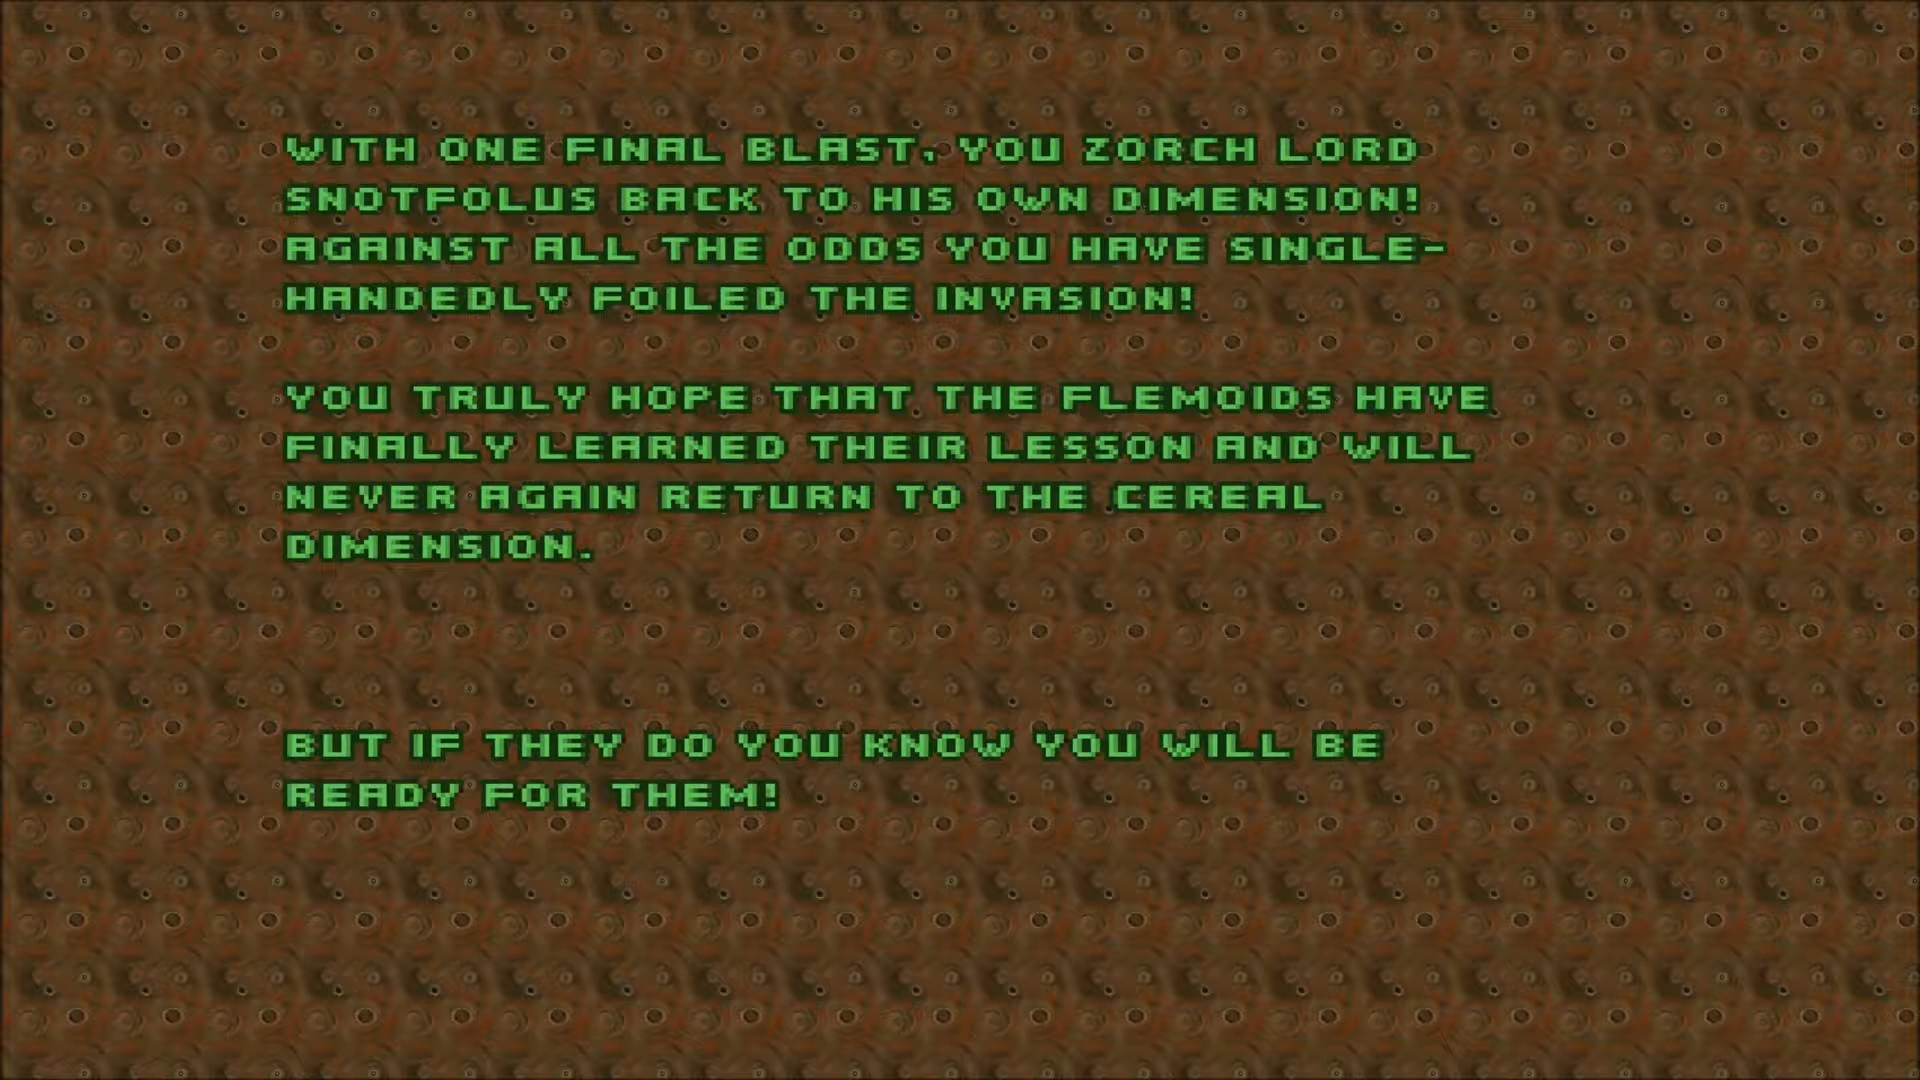 WITH ONE FINAL BLAST, YOU ZORCH LORD
SNOTFOLUS BACK TO HIS OWN DIMENSION!
AGAINST ALL THE ODDS YOU HAVE SINGLE-
HANDEDLY FOILED THE INVASION!
YOU TRULY HOPE THAT THE FLEMOIDS HAVE
FINALLY LEARNED THEIR LESSON AND WILL
NEVER AGAIN RETURN TO THE CEREAL
DIMENSION.
BUT IF THEY DO YOU KNOW YOU WILL BE
READY FOR THEM!